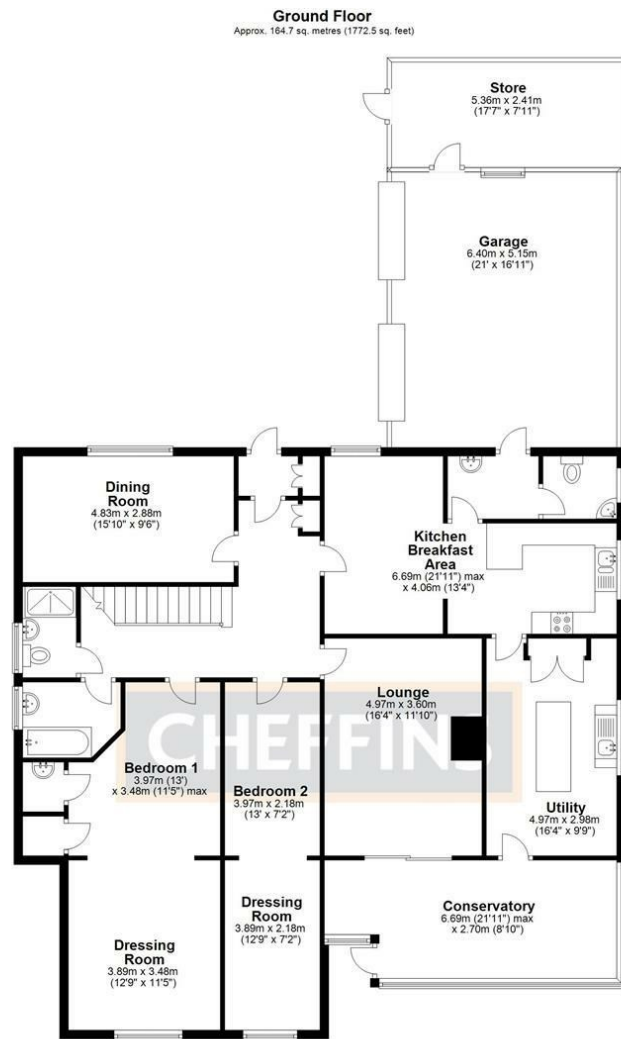 Ground Floor
Approx. 164.7 sq. metres (1772.5 sq. feet)
Store
5.36m x 2.41m
(17'7" x 7'11")
Garage
6.40m x 5.15m
(21' x 16'11")
Dining
Room
4.83m x 2.88m
(15'10" x 9'6")
Kitchen
Breakfast
Area
6.69m (21'11") max
x 4.06m (13'4")
Lounge
4.97m x 3.60m
(16'4" x 11'10")
CHEFFINS
Bedroom 1
3.97m (13')
x 3.48m (11'5") max
Bedroom 2
3.97m x 2.18m
(13' x 7'2")
Utility
4.97m x 2.98m
(16'4" x 9'9")
Dressing
Room
3.89m x 3.48m
(12'9" x 11'5")
Dressing
Room
3.89m x 2.18m
(12'9" x 7'2")
Conservatory
6.69m (21'11") max
x 2.70m (8'10")